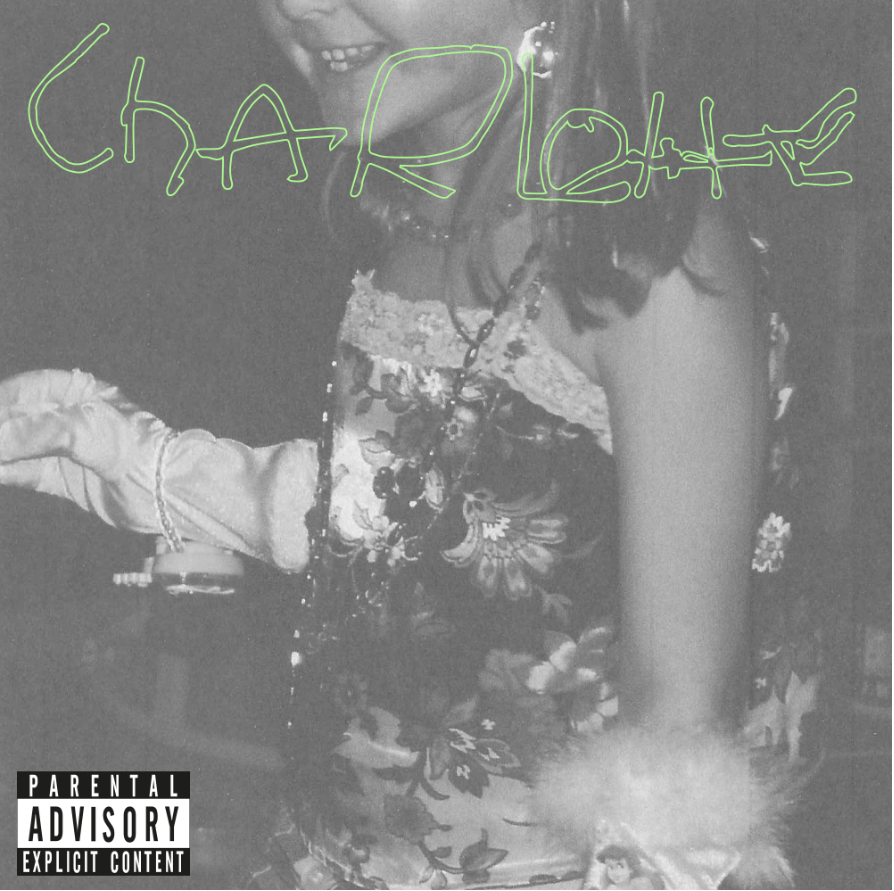 ChARlottE
PARENTAL
ADVISORY
EXPLICIT CONTENT